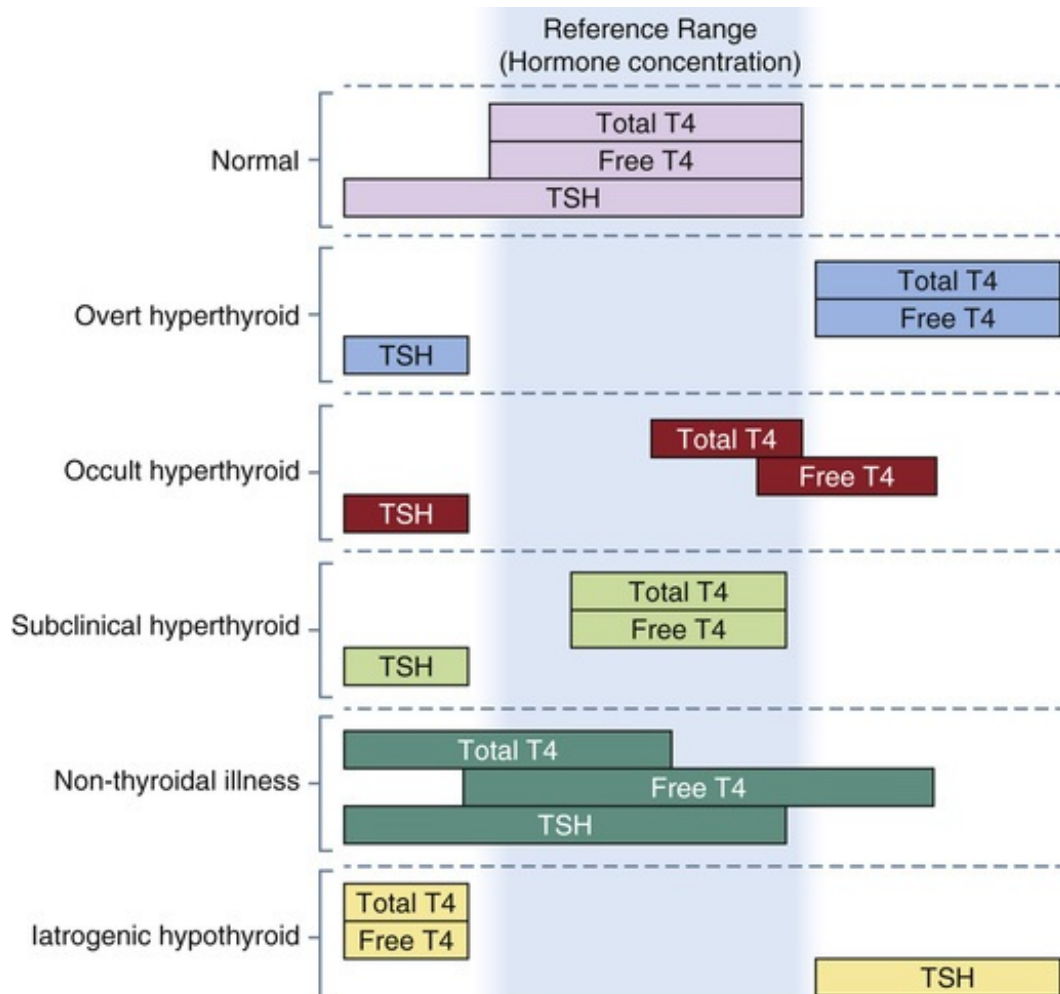 Reference Range
(Hormone concentration)
Normal
Total T4
Free T4
TSH
Overt hyperthyroid
Total T4
Free T4
TSH
Occult hyperthyroid
Total T4
Free T4
TSH
Subclinical hyperthyroid
Total T4
Free T4
TSH
Non-thyroidal illness
Total T4
Free T4
TSH
Iatrogenic hypothyroid
Total T4
Free T4
TSH